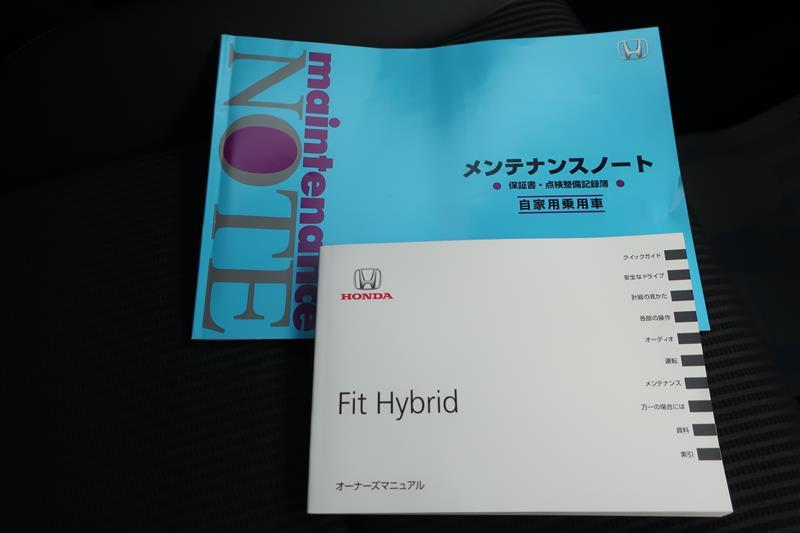 maintenance
NOTE
メンテナンスノート
● 保証書・点検整備記録簿 ●
自家用乗用車
HONDA
Fit Hybrid
オーナーズマニュアル
クイックガイド
安全なドライブ
計器の見かた
各部の操作
オーディオ
運転
メンテナンス
万一の場合には
資料
索引